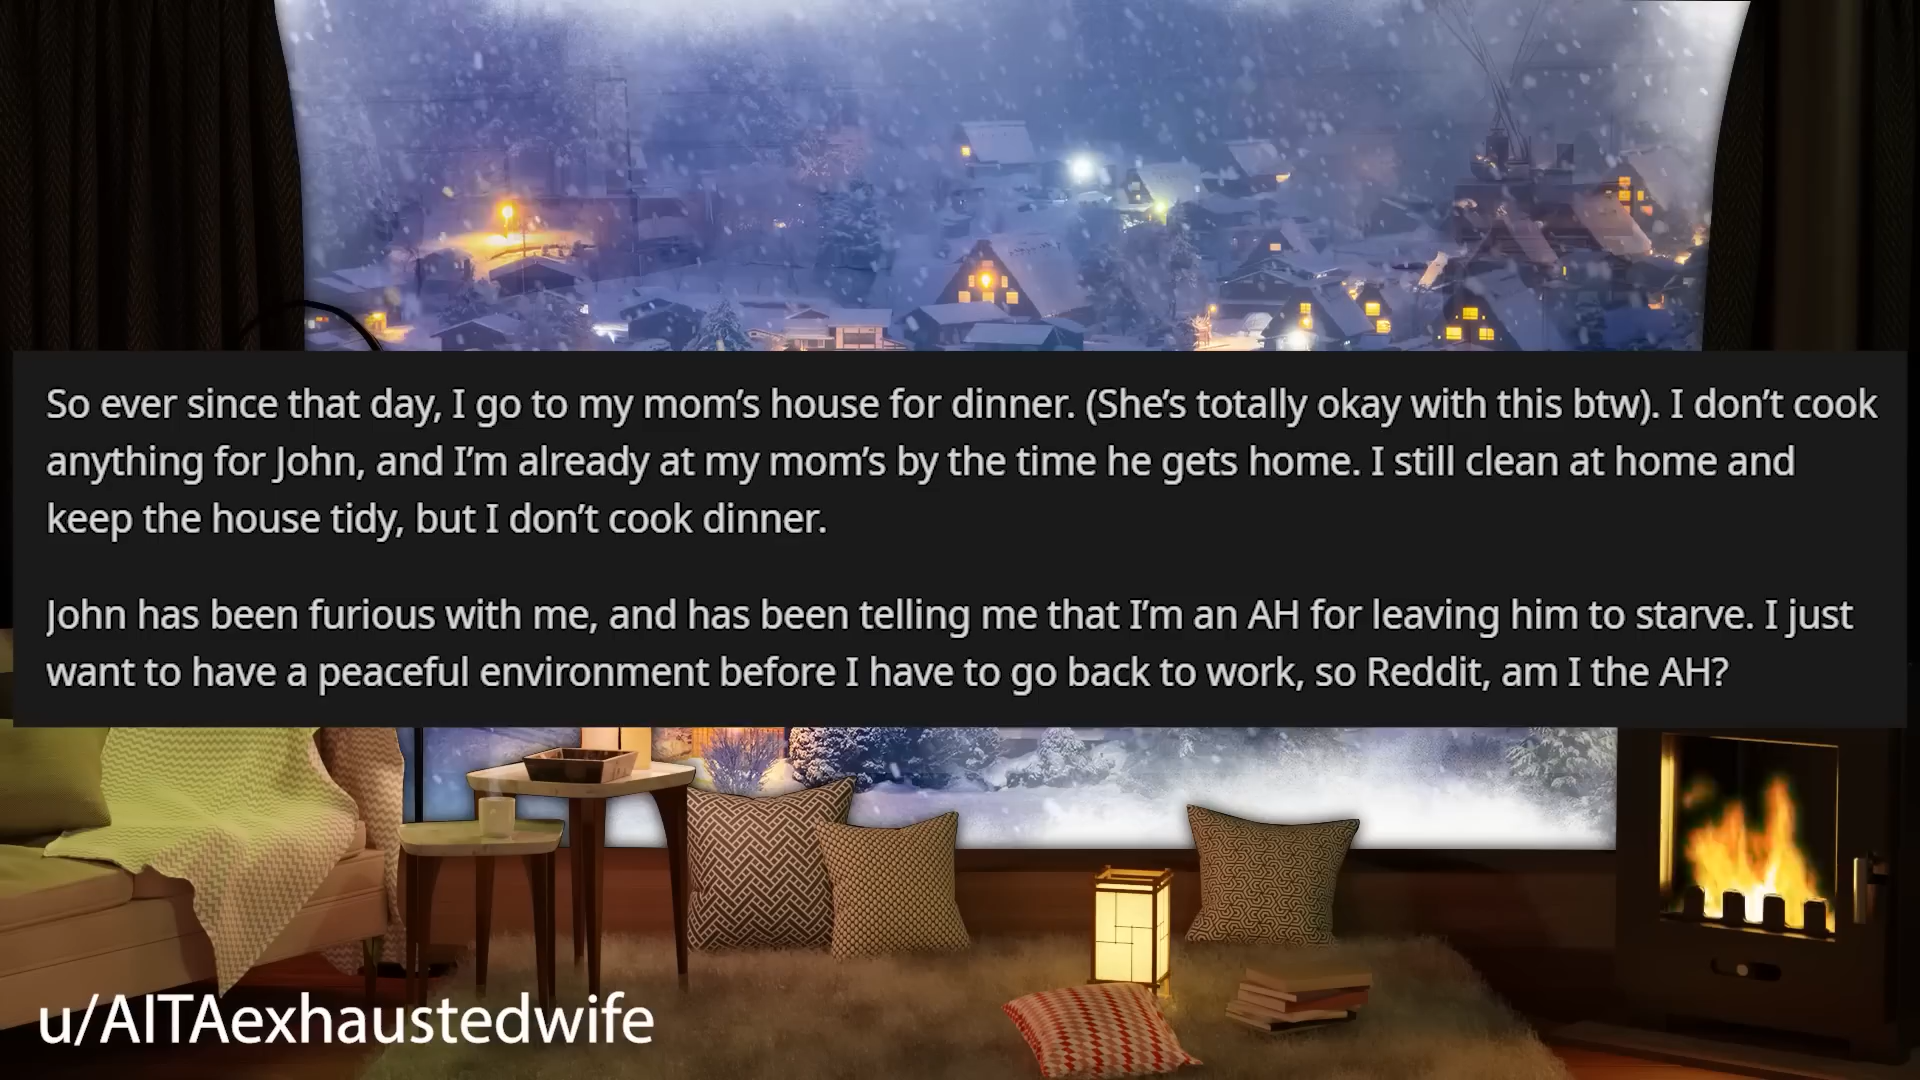 So ever since that day, I go to my mom’s house for dinner. (She’s totally okay with this btw). I don’t cook
anything for John, and I’m already at my mom’s by the time he gets home. I still clean at home and
keep the house tidy, but I don’t cook dinner.
John has been furious with me, and has been telling me that I’m an AH for leaving him to starve. I just
want to have a peaceful environment before I have to go back to work, so Reddit, am I the AH?
u/AITAexhaustedwife